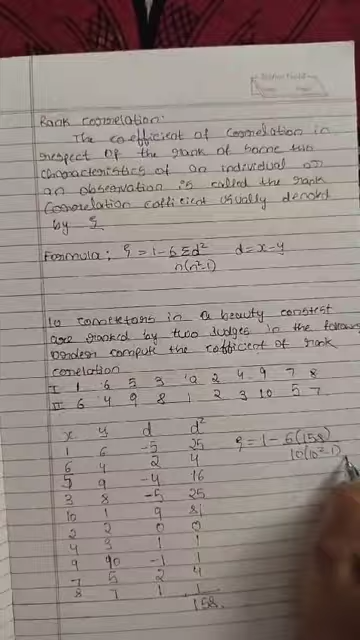 Rank correlation:
The coefficient of correlation in
respect of the rank of some two
characteristics of an individual or
an observation is called the rank
correlation cofficient usually denoted
by ξ
Formula: ξ = 1 - 6Σd²/n(n²-1) d = x-y
10 competetors in a beauty constest
are ranked by two Judges in the following
compute the cofficient of rank
correlation
I 1 6 5 3 10 2 4 9 7 8
II 6 4 9 8 1 2 3 10 5 7
x y d d²
1 6 -5 25 ξ = 1 - 6(158)/10(10²-1)
6 4 2 4
5 9 -4 16
3 8 -5 25
10 1 9 81
2 2 0 0
4 3 1 1
9 90 -1 1
7 5 2 4
8 7 1 1
158